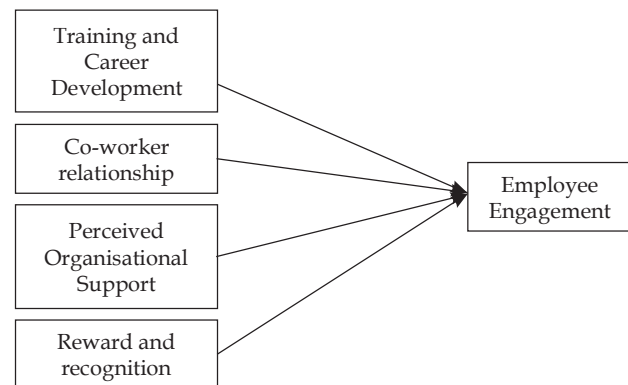 Training and
Career
Development
Co-worker
relationship
Perceived
Organisational
Support
Reward and
recognition
Employee
Engagement